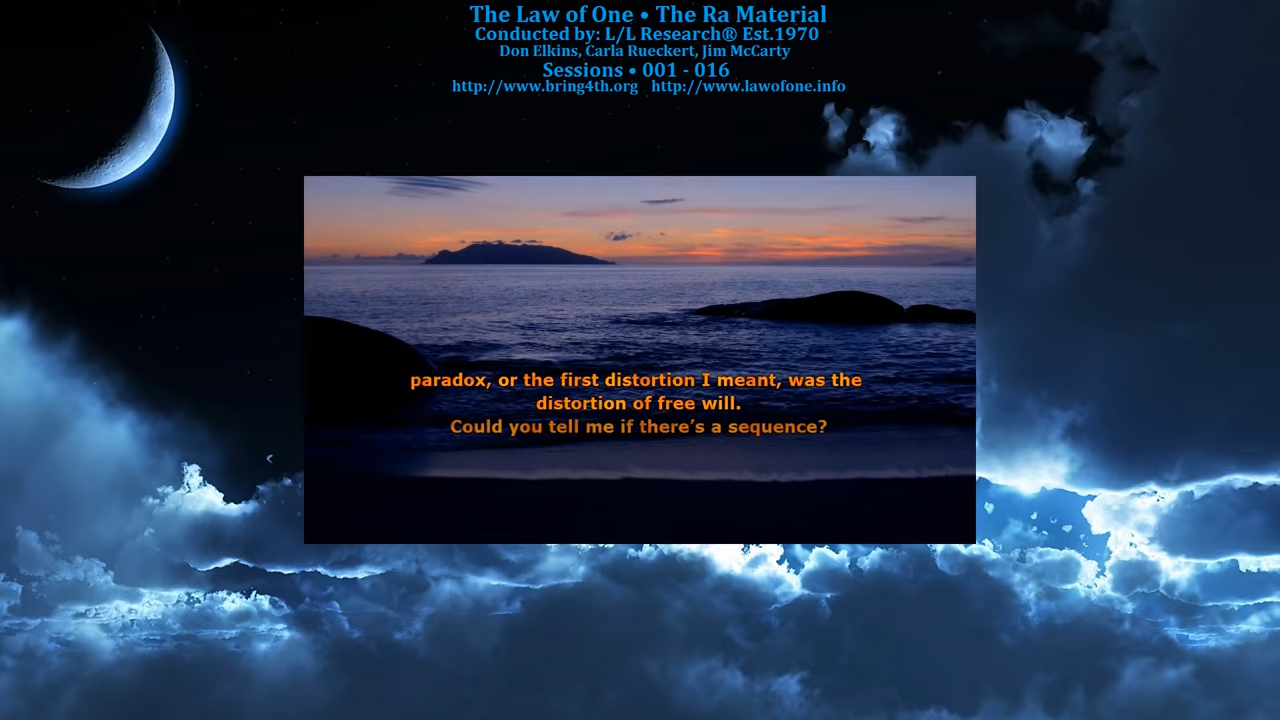 The Law of One • The Ra Material
Conducted by: L/L Research® Est.1970
Don Elkins, Carla Rueckert, Jim McCarty
Sessions • 001 - 016
http://www.bring4th.org http://www.lawofone.info
paradox, or the first distortion I meant, was the
distortion of free will.
Could you tell me if there’s a sequence?